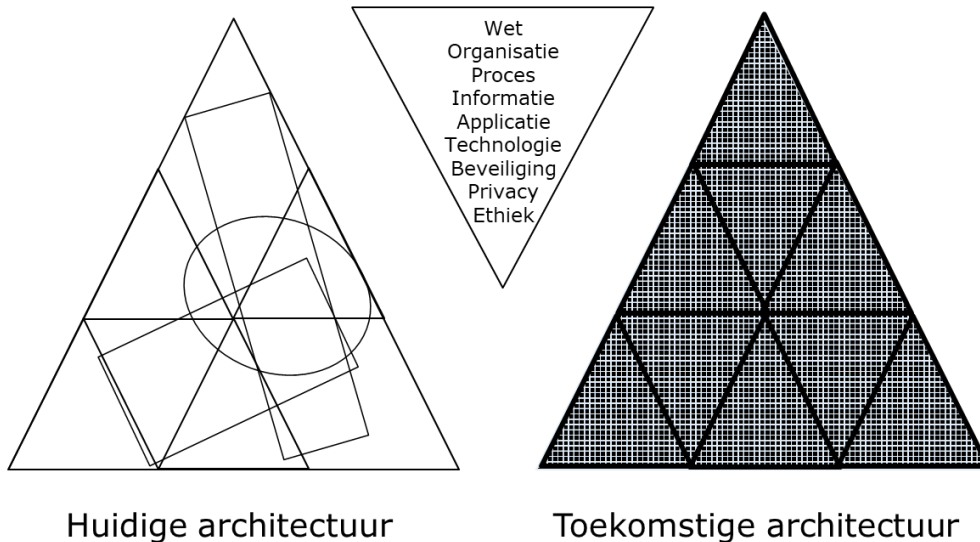 Wet
Organisatie
Proces
Informatie
Applicatie
Technologie
Beveiliging
Privacy
Ethiek
Huidige architectuur
Toekomstige architectuur